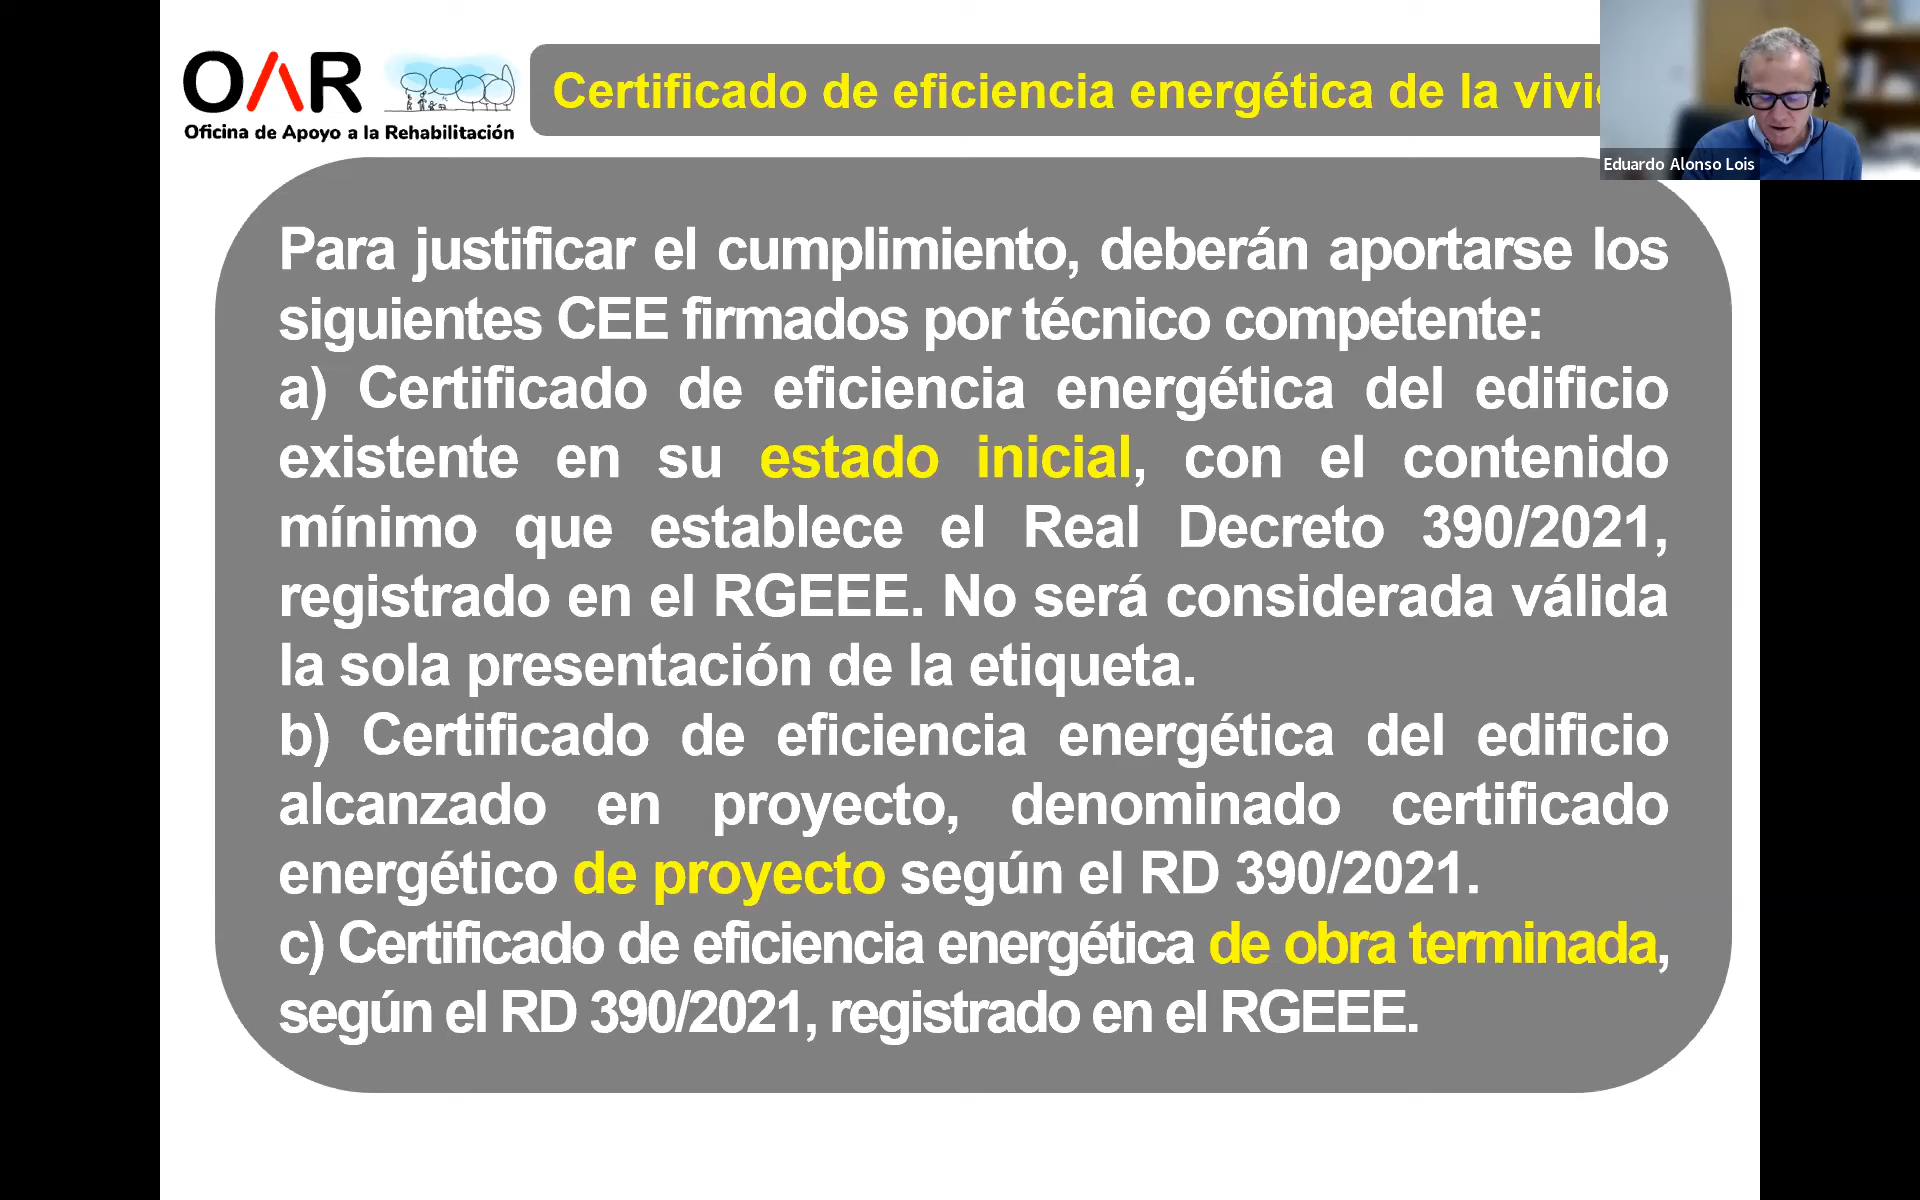 OAR
Oficina de Apoyo a la Rehabilitación
Certificado de eficiencia energética de la
Eduardo Alonso Lois
Para justificar el cumplimiento, deberán aportarse los
siguientes CEE firmados por técnico competente:
a) Certificado de eficiencia energética del edificio
existente en su estado inicial, con el contenido
mínimo que establece el Real Decreto 390/2021,
registrado en el RGEEE. No será considerada válida
la sola presentación de la etiqueta.
b) Certificado de eficiencia energética del edificio
alcanzado en proyecto, denominado certificado
energético de proyecto según el RD 390/2021.
c) Certificado de eficiencia energética de obra terminada,
según el RD 390/2021, registrado en el RGEEE.